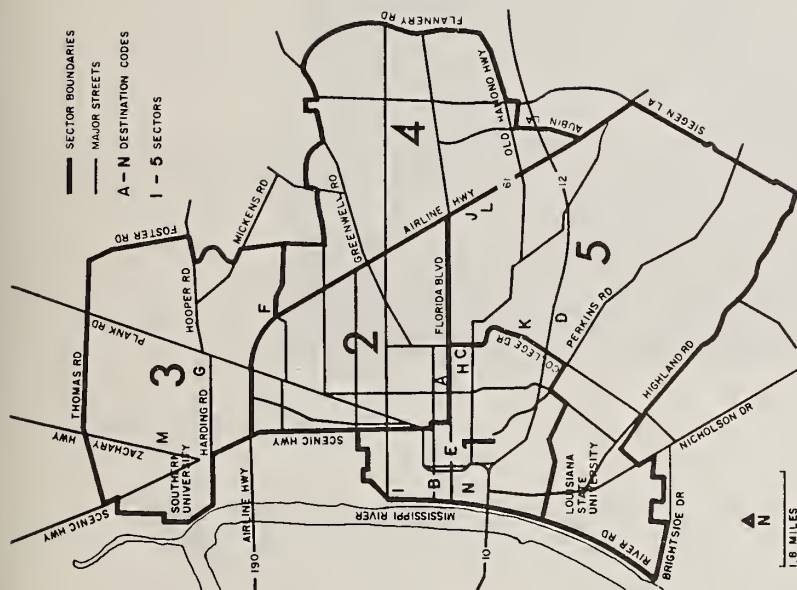 SECTOR BOUNDARIES
MAJOR STREETS
A-N DESTINATION CODES
1 - 5 SECTORS
FLANNERY RD
FOSTER RD
MICKENS RD
HOOPER RD
PLANK RD
THOMAS RD
ZACHARY
HWY
SCENIC HWY
3
M
G
HARDING RD
SOUTHERN
UNIVERSITY
F
GREENWELL RD
4
AIRLINE HWY
190
SCENIC HWY
2
AIRLINE HWY
FLORIDA BLVD
OLD HAMOND HWY
AUBIN
L
61
J
L
12
SIEGEN LA
A
H
C
K
COLLEGE DR
D
PERKINS RD
5
HIGHLAND RD
NICHOLSON DR
I
B
E
1
N
MISSISSIPPI RIVER
10
LOUISIANA
STATE
UNIVERSITY
RIVER RD
BRIGHTSIDE DR
N
1.8 MILES